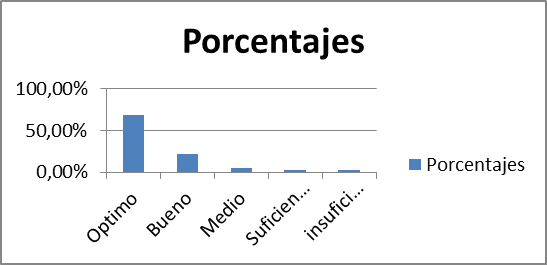 Porcentajes
100,00%
50,00%
0,00%
Optimo
Bueno
Medio
Suficien...
insufici...
Porcentajes